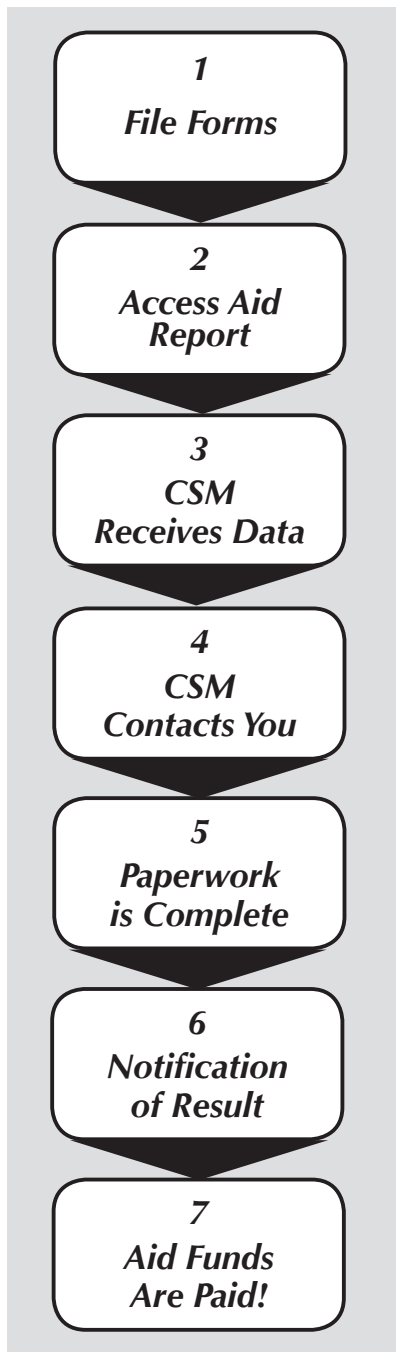 1
File Forms
2
Access Aid
Report
3
CSM
Receives Data
4
CSM
Contacts You
5
Paperwork
is Complete
6
Notification
of Result
7
Aid Funds
Are Paid!